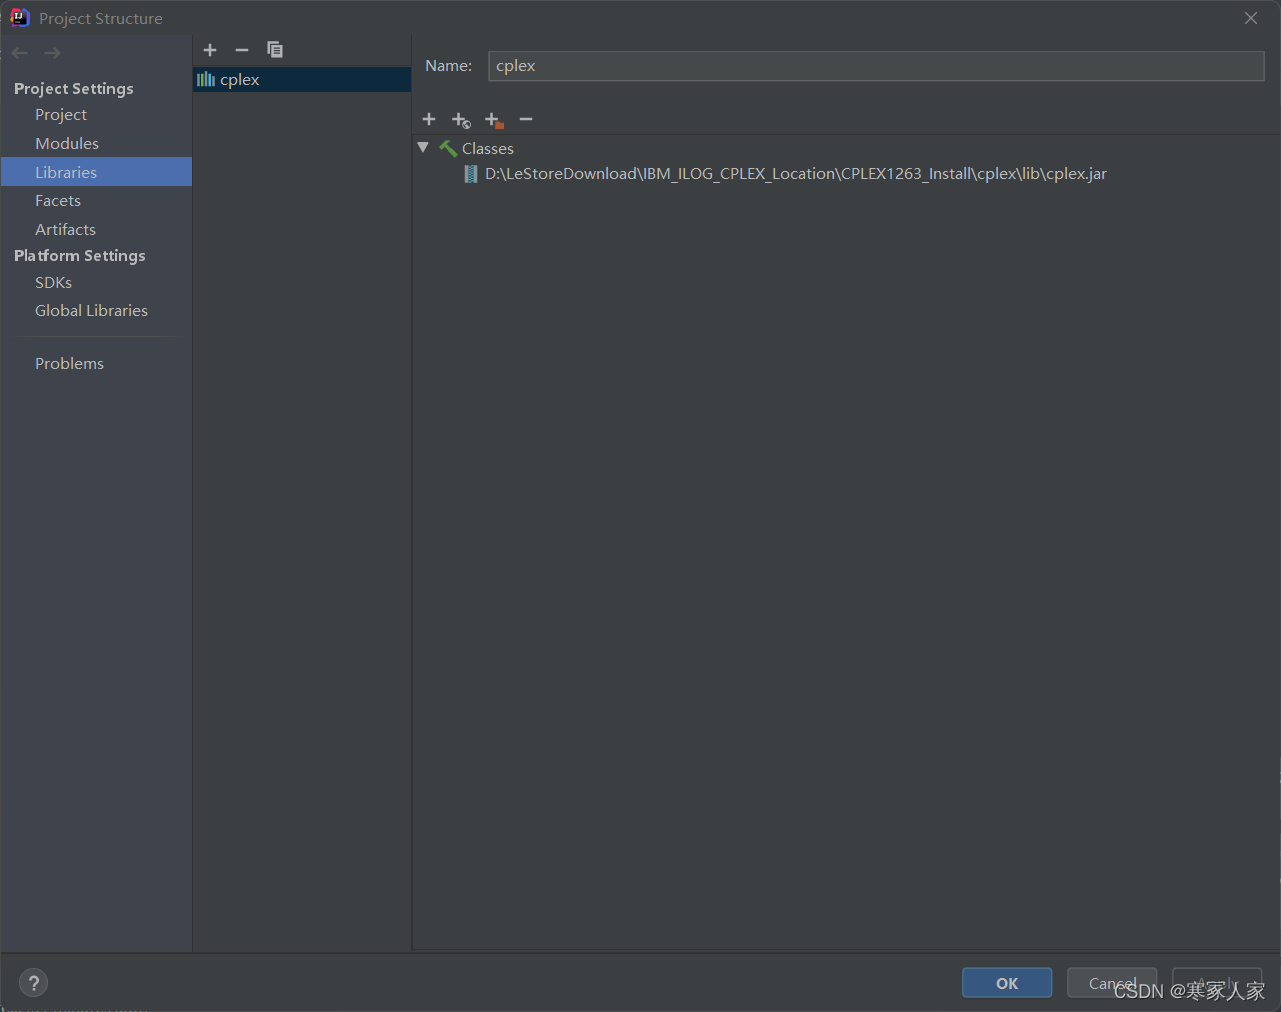 Project Structure
Project Settings
Project
Modules
Libraries
Facets
Artifacts
Platform Settings
SDKs
Global Libraries
Problems
cplex
Name: cplex
Classes
D:\LeStoreDownload\IBM_ILOG_CPLEX_Location\CPLEX1263_Install\cplex\lib\cplex.jar
?
OK
Cancel
Apply
CSDN @寒冢人家